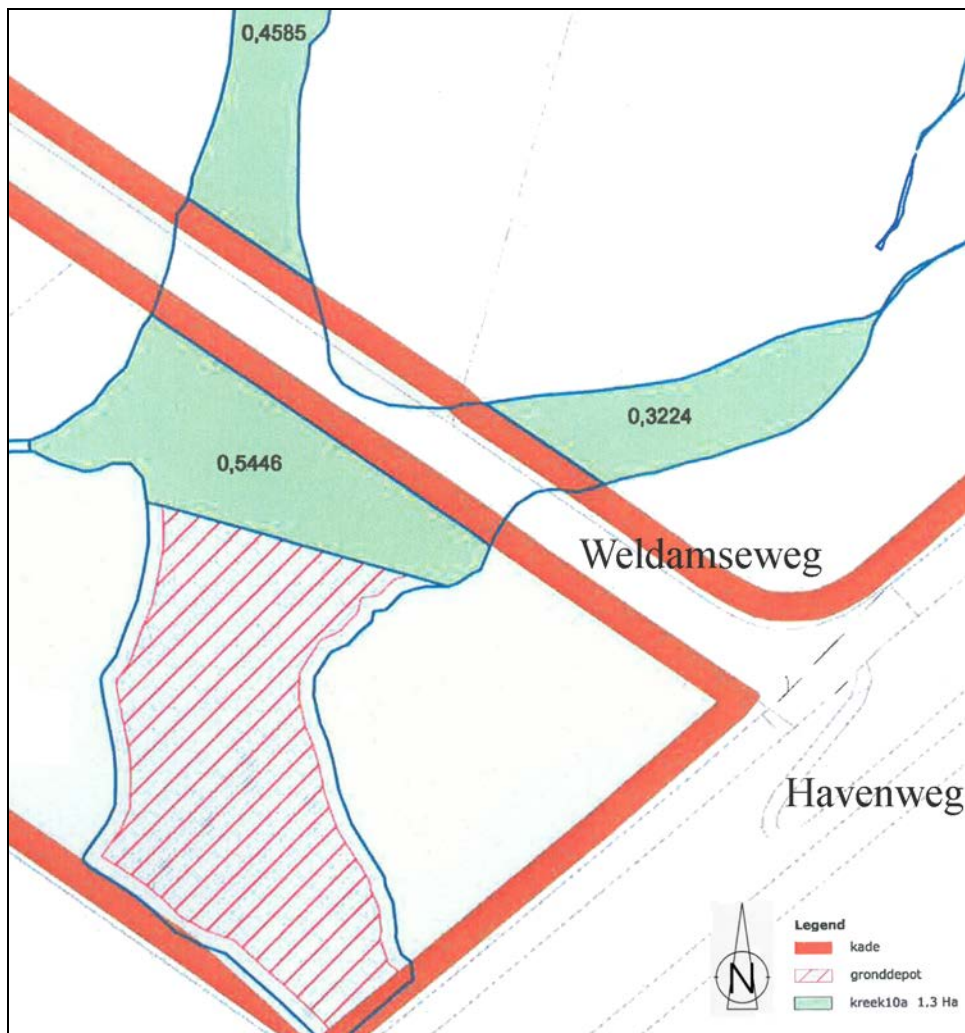 0,4585
0,3224
0,5446
Weldamseweg
Havenweg
N
Legend
kade
gronddepot
kreek10a 1,3 Ha